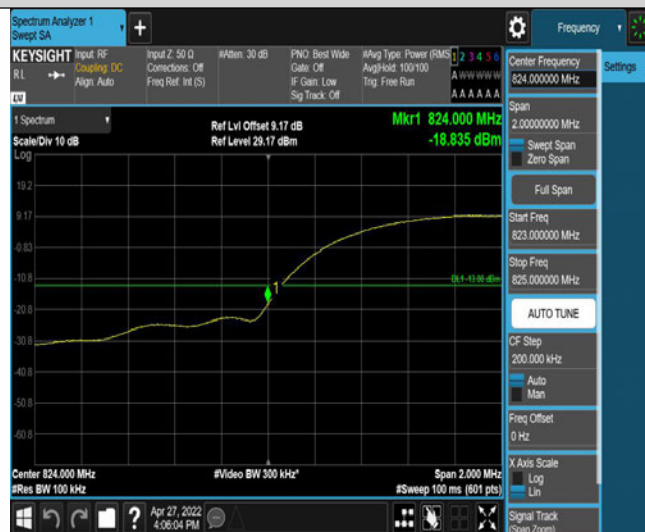 Spectrum Analyzer 1
Swept SA
+
Frequency
KEYSIGHT
RL
LXI
Input: RF
Coupling: DC
Align: Auto
Input Z: 50 Ω
Corrections: Off
Freq Ref: Int (S)
#Atten: 30 dB
PNO: Best Wide
Gate: Off
IF Gain: Low
Sig Track: Off
#Avg Type: Power (RMS
Avg|Hold: 100/100
Trig: Free Run
1 2 3 4 5 6
A W W W W W
A A A A A A
1 Spectrum
Scale/Div 10 dB
Log
Ref Lvl Offset 9.17 dB
Ref Level 29.17 dBm
Mkr1 824.000 MHz
-18.835 dBm
19.2
9.17
-0.83
-10.8
DL1 -13.00 dBm
1
-20.8
-30.8
-40.8
-50.8
-60.8
Center 824.000 MHz
#Res BW 100 kHz
#Video BW 300 kHz*
Span 2.000 MHz
#Sweep 100 ms (601 pts)
?
Apr 27, 2022
4:06:04 PM
Center Frequency
824.000000 MHz
Settings
Span
2.00000000 MHz
Swept Span
Zero Span
Full Span
Start Freq
823.000000 MHz
Stop Freq
825.000000 MHz
AUTO TUNE
CF Step
200.000 kHz
Auto
Man
Freq Offset
0 Hz
X Axis Scale
Log
Lin
Signal Track
(Span Zoom)